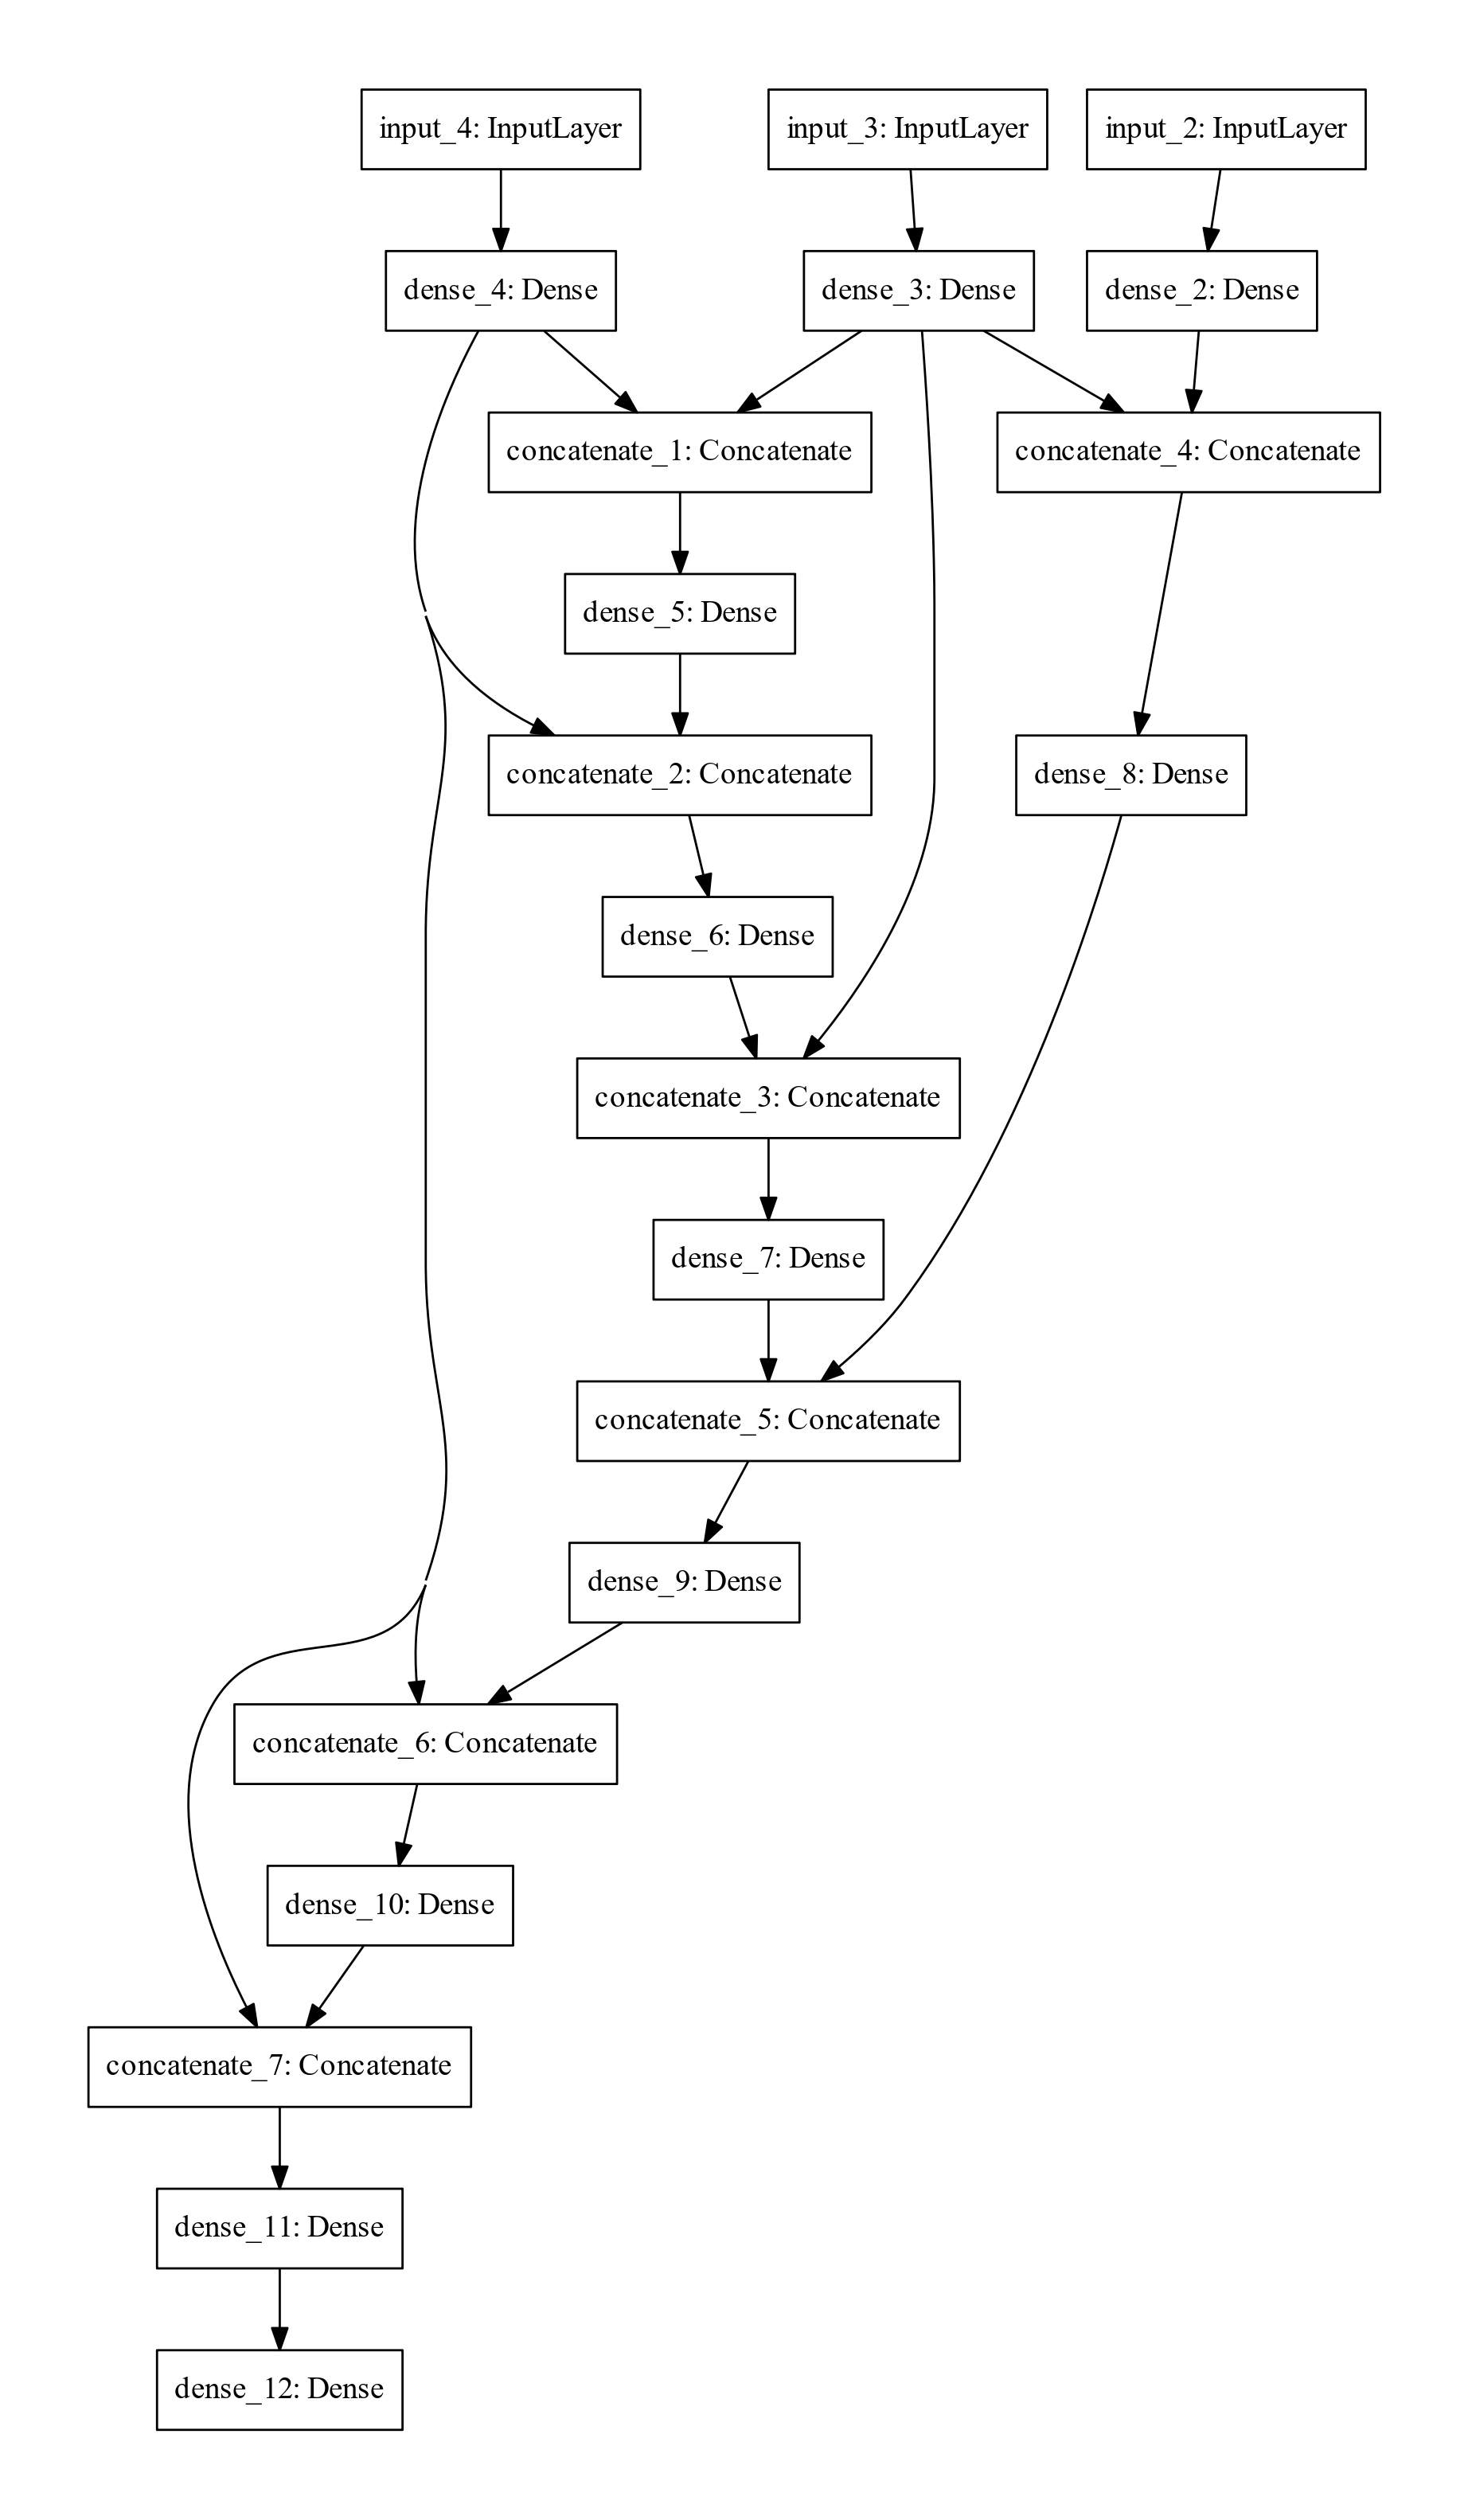 input_4: InputLayer
input_3: InputLayer
input_2: InputLayer
dense_4: Dense
dense_3: Dense
dense_2: Dense
concatenate_1: Concatenate
concatenate_4: Concatenate
dense_5: Dense
concatenate_2: Concatenate
dense_8: Dense
dense_6: Dense
concatenate_3: Concatenate
dense_7: Dense
concatenate_5: Concatenate
dense_9: Dense
concatenate_6: Concatenate
dense_10: Dense
concatenate_7: Concatenate
dense_11: Dense
dense_12: Dense